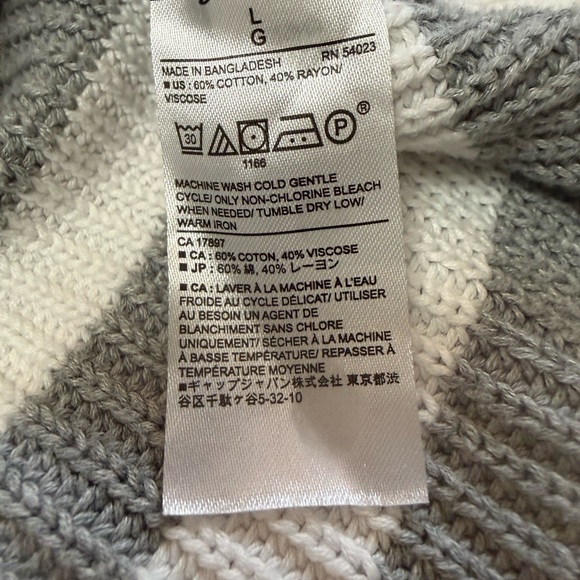 L
G
RN 54023
MADE IN BANGLADESH
■ US : 60% COTTON, 40% RAYON/
VISCOSE
30
P
®
1166
MACHINE WASH COLD GENTLE
CYCLE/ ONLY NON-CHLORINE BLEACH
WHEN NEEDED/ TUMBLE DRY LOW/
WARM IRON
CA 17897
■ CA : 60% COTON, 40% VISCOSE
■ JP : 60% 綿, 40% レーヨン
■ CA : LAVER À LA MACHINE À L'EAU
FROIDE AU CYCLE DÉLICAT/ UTILISER
AU BESOIN UN AGENT DE
BLANCHIMENT SANS CHLORE
UNIQUEMENT/ SÉCHER À LA MACHINE
À BASSE TEMPÉRATURE/ REPASSER À
TEMPÉRATURE MOYENNE
■ギャップジャパン株式会社 東京都渋
谷区千駄ヶ谷5-32-10